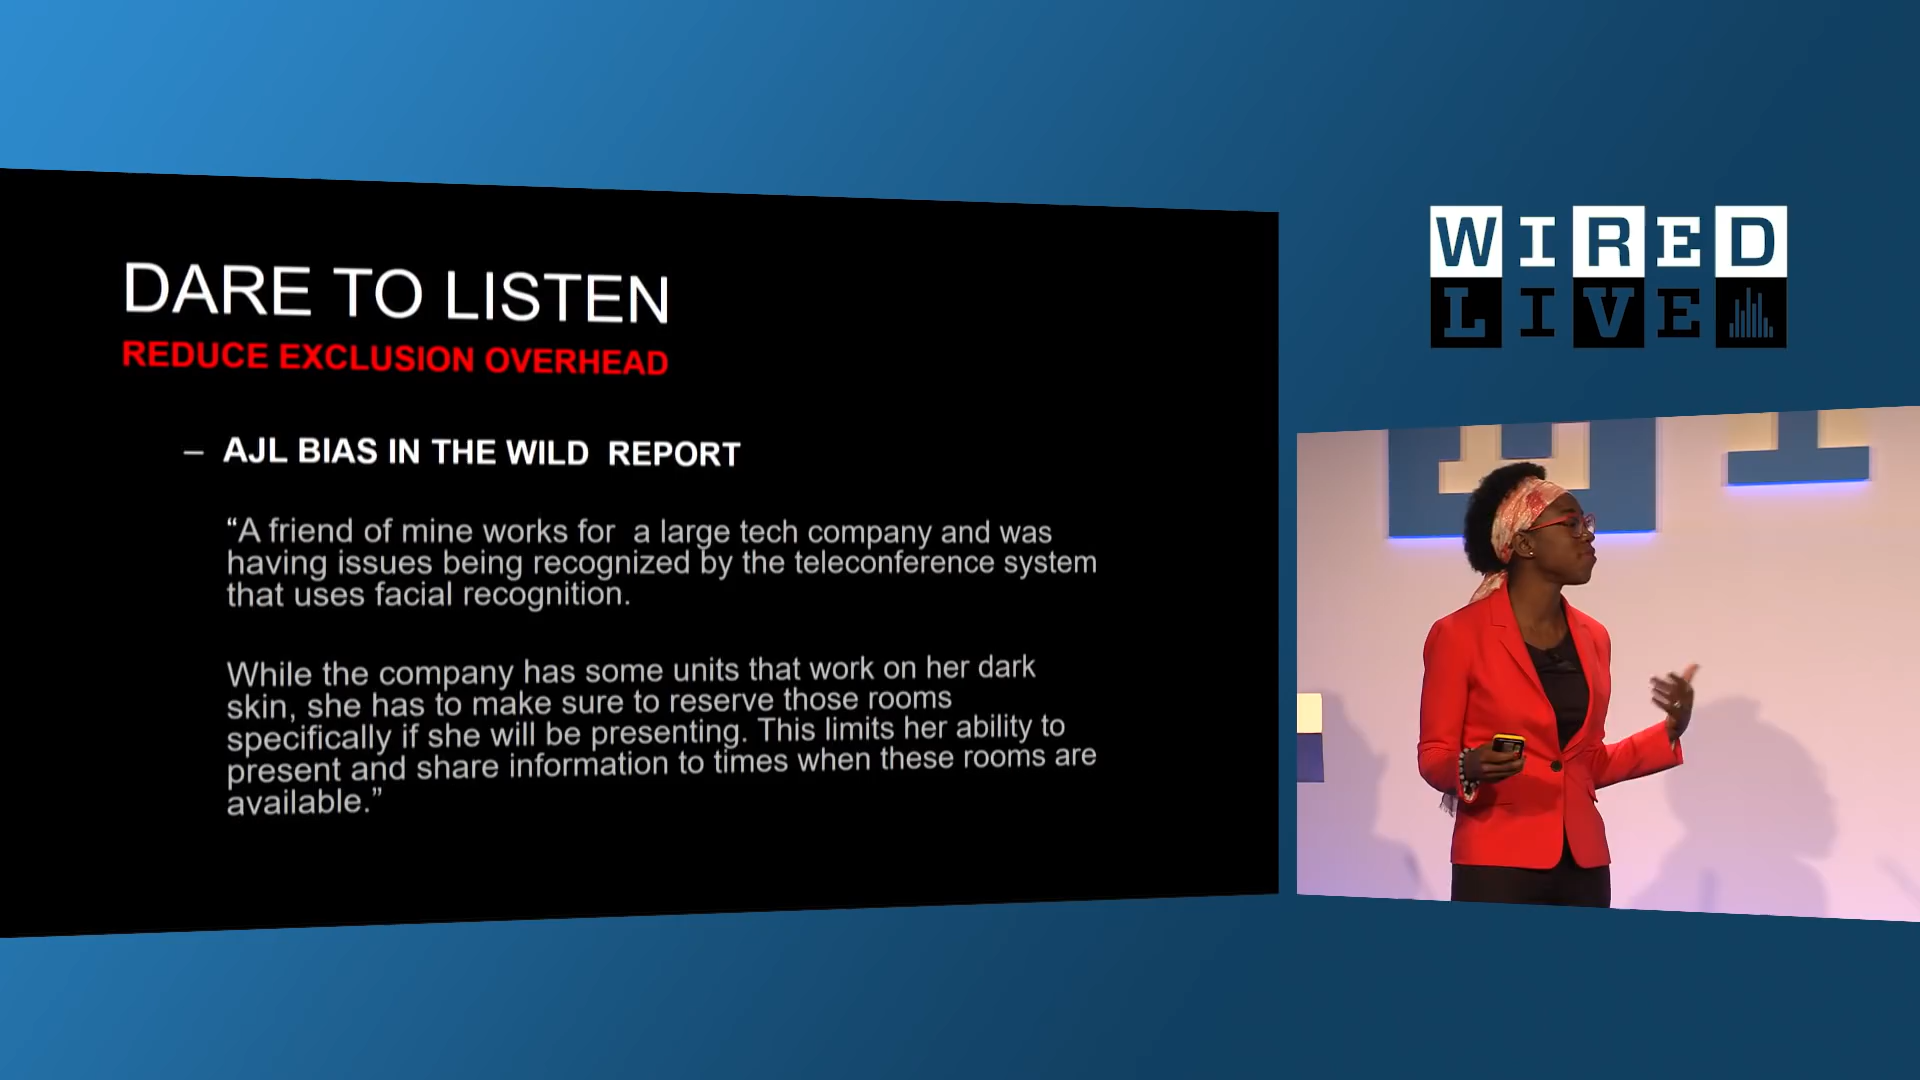 DARE TO LISTEN
REDUCE EXCLUSION OVERHEAD
– AJL BIAS IN THE WILD REPORT
“A friend of mine works for a large tech company and was
having issues being recognized by the teleconference system
that uses facial recognition.
While the company has some units that work on her dark
skin, she has to make sure to reserve those rooms
specifically if she will be presenting. This limits her ability to
present and share information to times when these rooms are
available.”
WIRED
LIVE